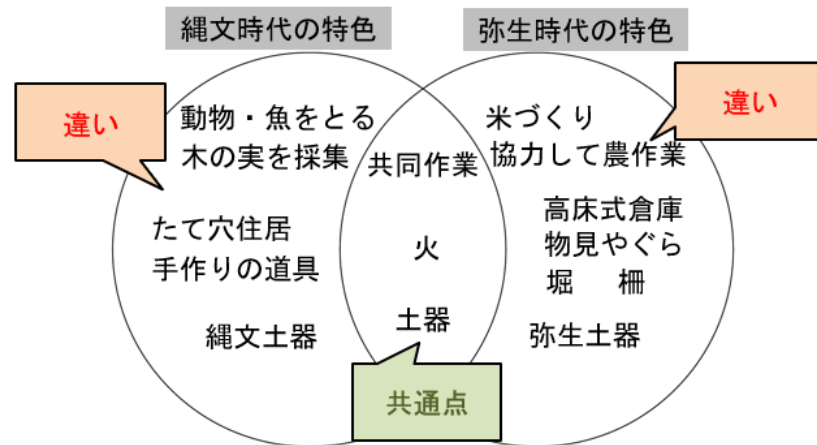 縄文時代の特色
弥生時代の特色
違い
動物・魚をとる
木の実を採集
たて穴住居
手作りの道具
縄文土器
共同作業
火
土器
共通点
米づくり
協力して農作業
高床式倉庫
物見やぐら
堀　柵
弥生土器
違い